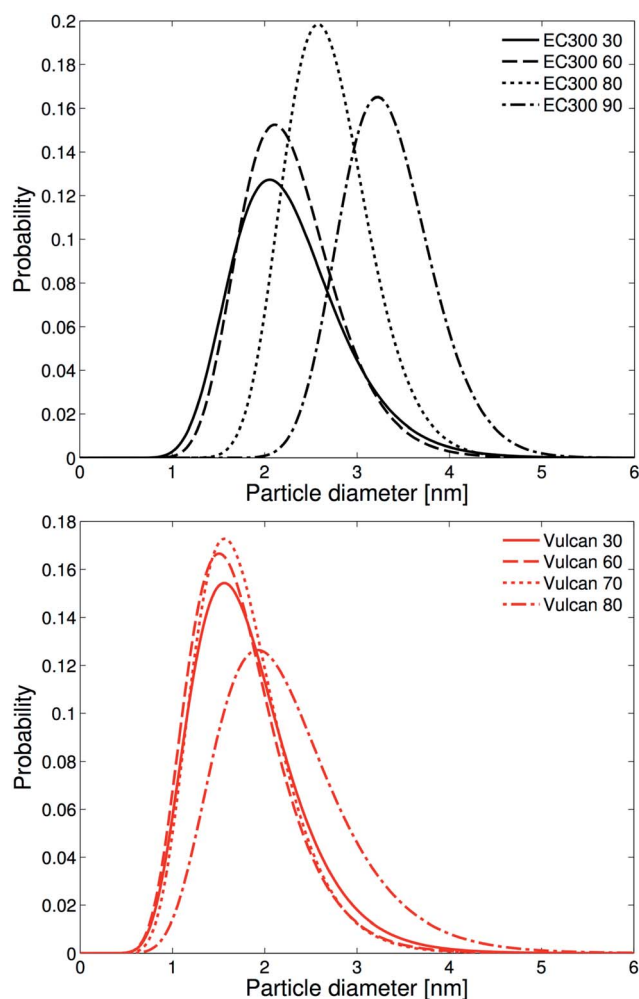 0.2
0.18
0.16
0.14
0.12
0.1
0.08
0.06
0.04
0.02
0
Probability
EC300 30
EC300 60
EC300 80
EC300 90
0 1 2 3 4 5 6
Particle diameter [nm]
0.18
0.16
0.14
0.12
0.1
0.08
0.06
0.04
0.02
0
Probability
Vulcan 30
Vulcan 60
Vulcan 70
Vulcan 80
0 1 2 3 4 5 6
Particle diameter [nm]